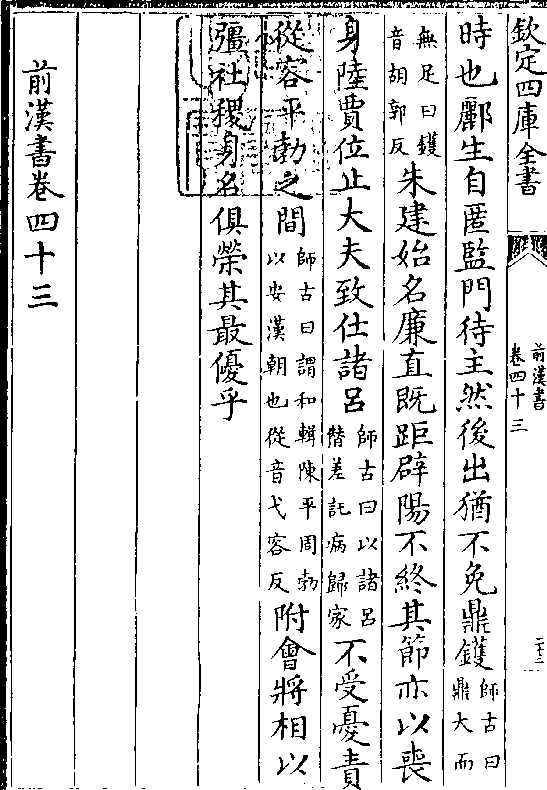 欽定四庫全書
前漢書
卷四十三
二十二
時也酈生自匿監門待主然後出猶不免鼎鑊師古曰鼎大而
無足曰鑊音胡郭反朱建始名廉直既距辟陽不終其節亦以喪
身陸賈位止大夫致仕諸呂師古曰以諸呂僭差託病歸家不受憂責
從容平勃之間師古曰謂和輯陳平周勃以安漢朝也從音弋容反附會將相以
彊社稷身名俱榮其最優乎
前漢書卷四十三